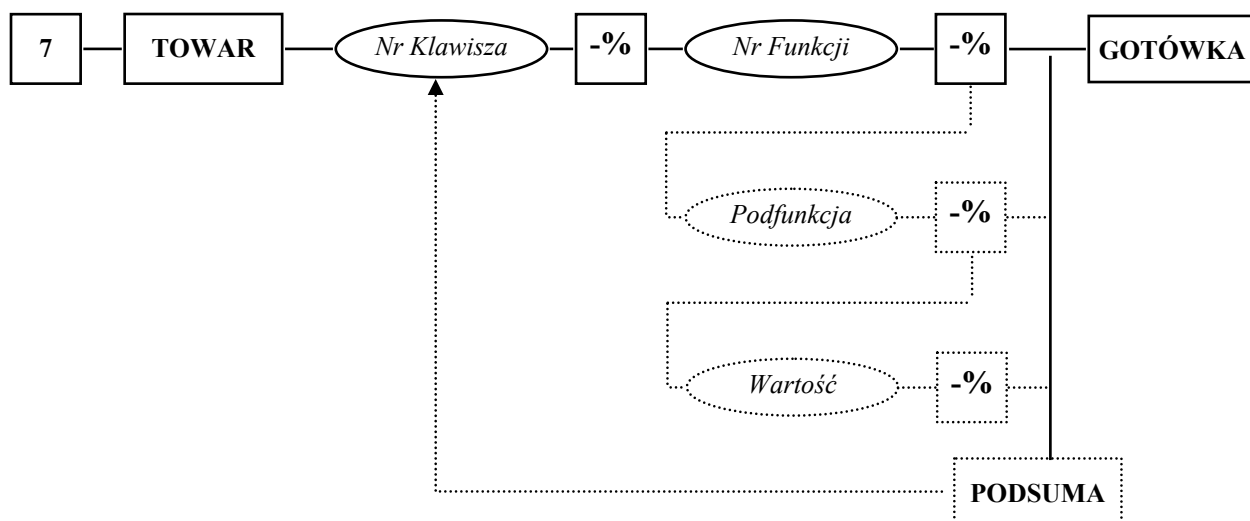 7 TOWAR Nr Klawisza -% Nr Funkcji -% GOTÓWKA
Podfunkcja -%
Wartość -%
PODSUMA